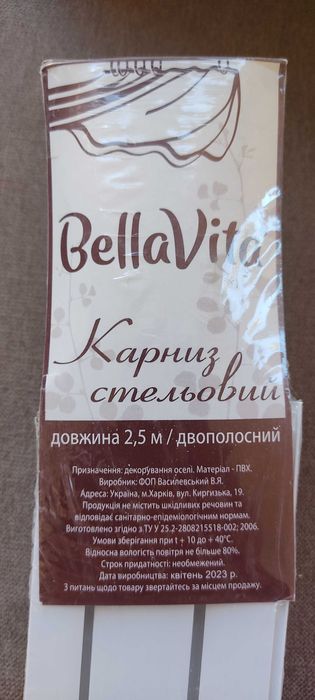 BellaVita
Карниз
стельовий
довжина 2,5 м / двополосний
Призначення: декорування оселі. Матеріал - ПВХ.
Виробник: ФОП Василевський В.Я.
Адреса: Україна, м.Харків, вул. Киргизька, 19.
Продукція не містить шкідливих речовин та
відповідає санітарно-епідеміологічним нормам.
Виготовлено згідно з ТУ У 25.2-2808215518-002; 2006.
Умови зберігання при t + 10 до + 40°С.
Відносна вологість повітря не більше 80%.
Строк придатності: необмежений.
Дата виробництва: квітень 2023 р.
З питань щодо товару звертайтесь за місцем продажу.